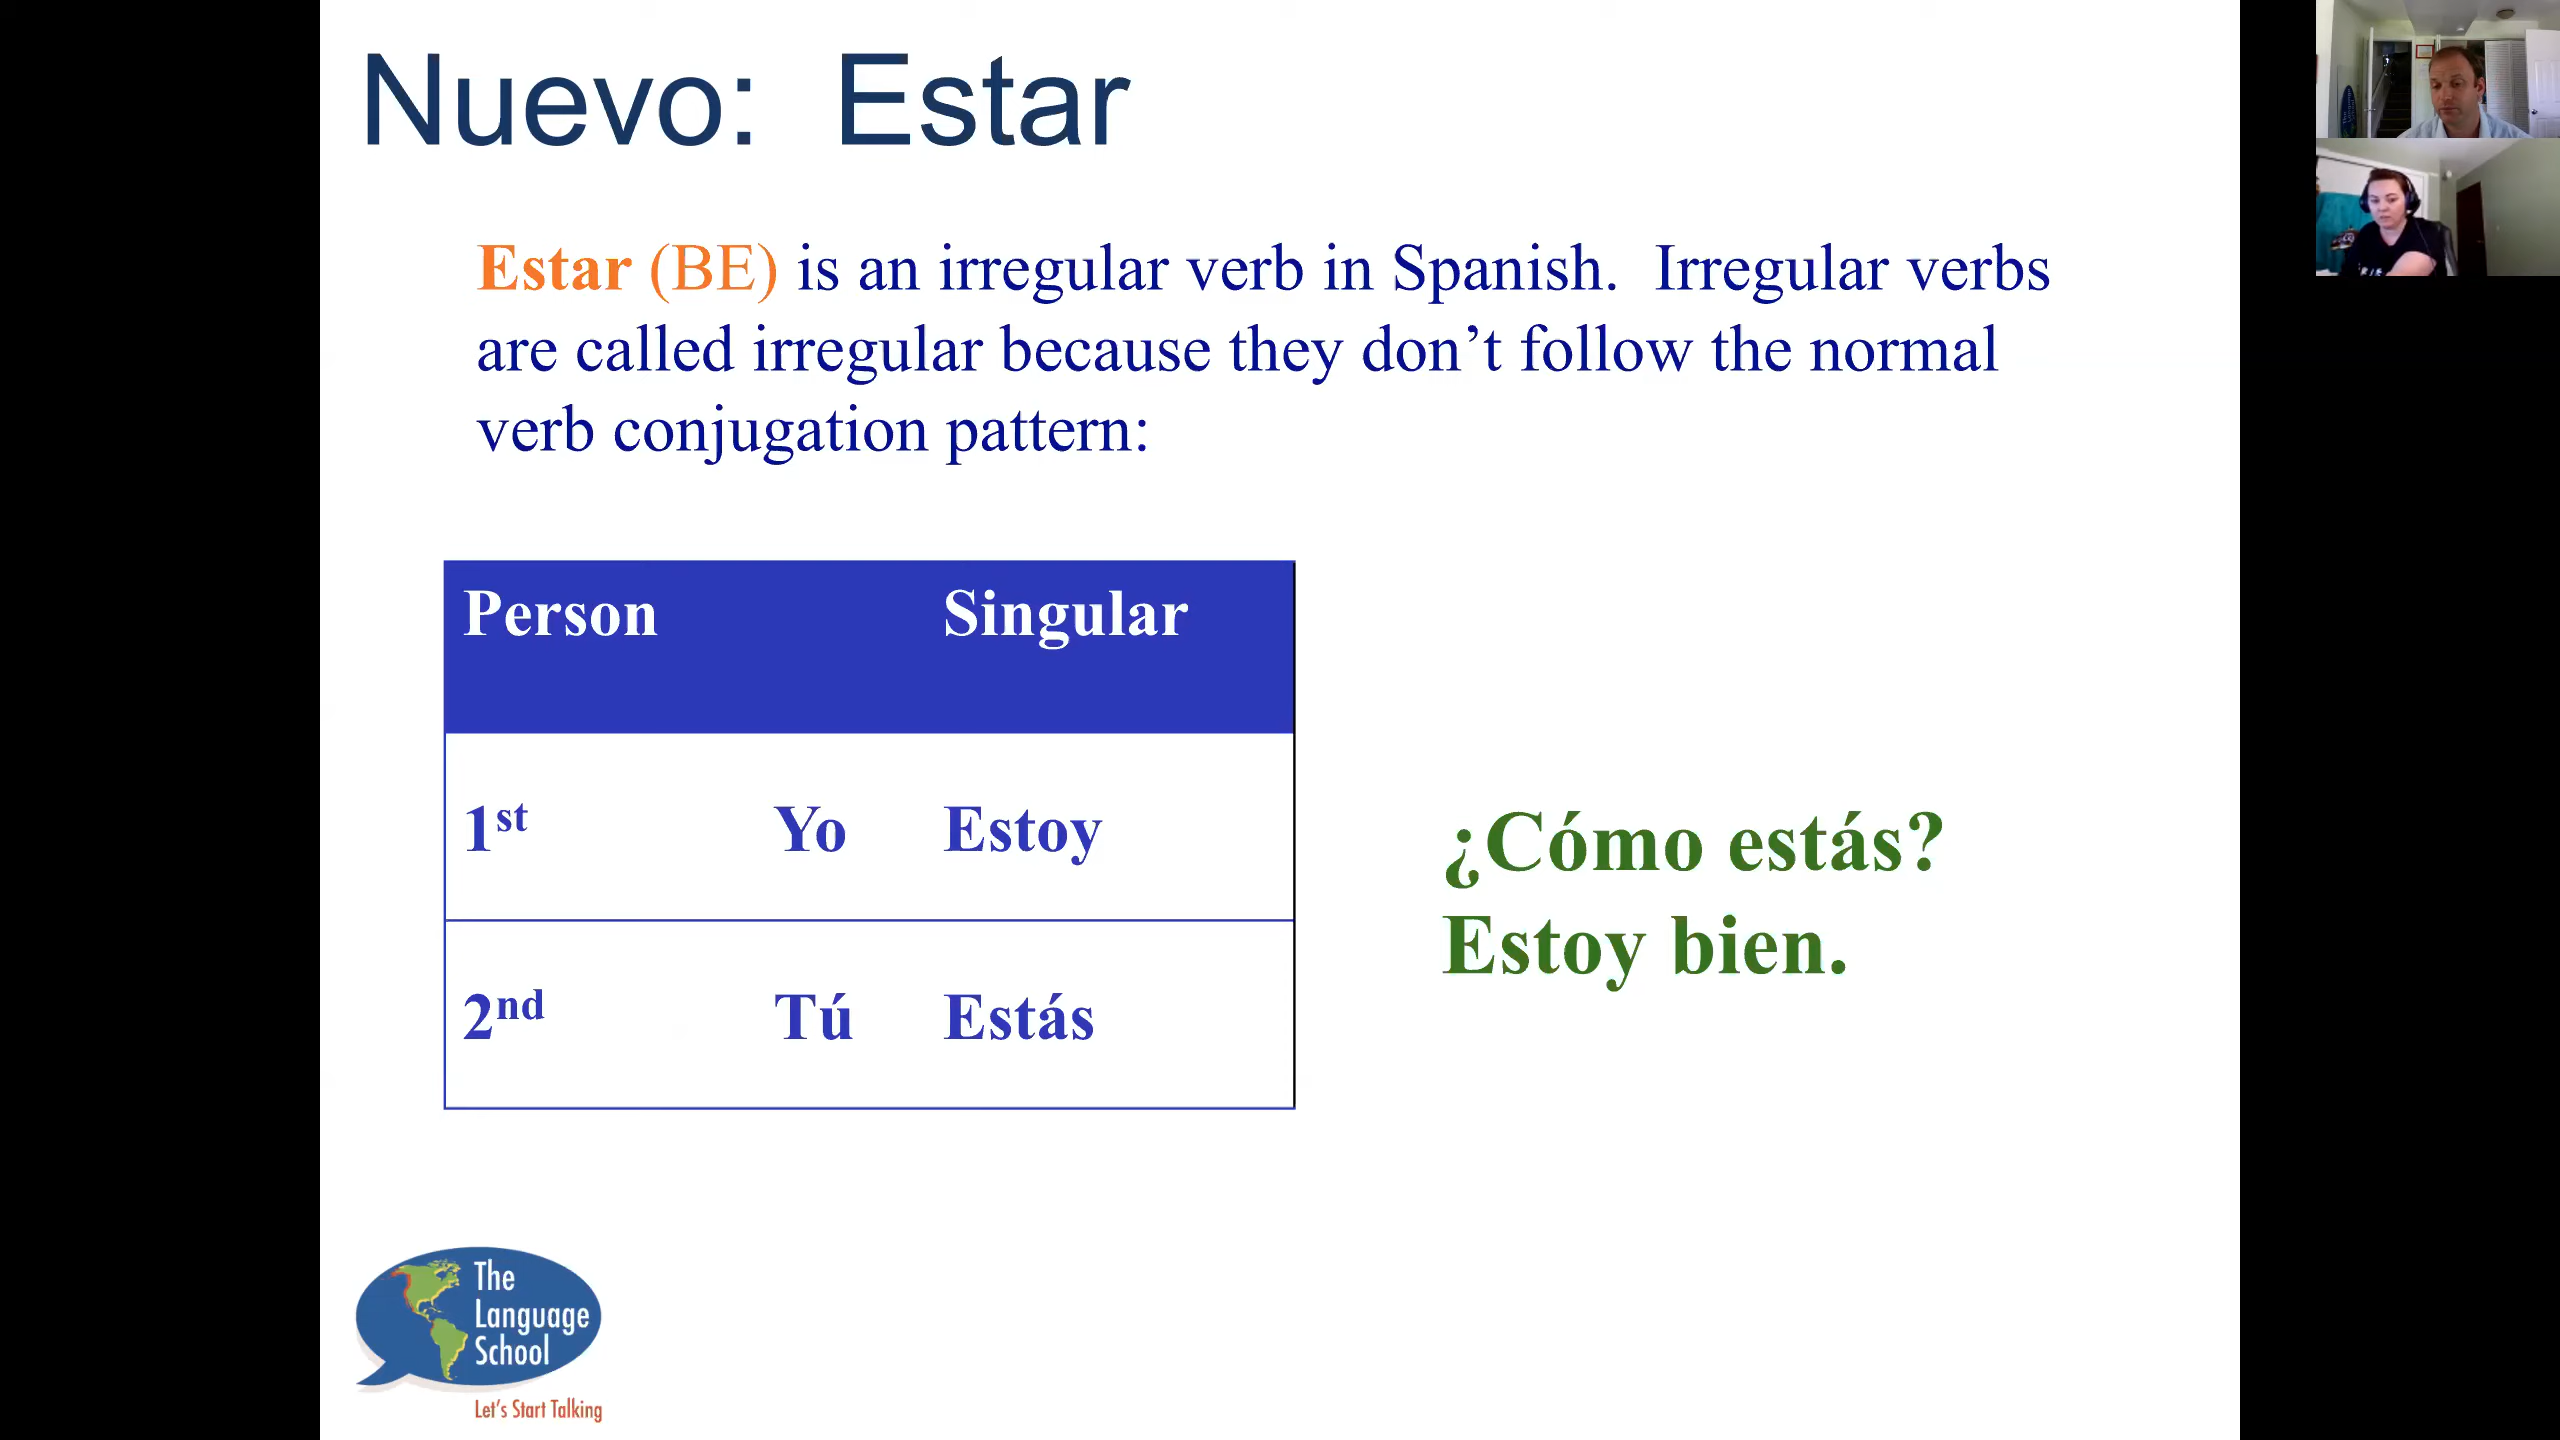 Nuevo: Estar
Estar (BE) is an irregular verb in Spanish. Irregular verbs
are called irregular because they don’t follow the normal
verb conjugation pattern:
Person Singular
1st Yo Estoy
2nd Tú Estás
¿Cómo estás?
Estoy bien.
The
Language
School
Let's Start Talking